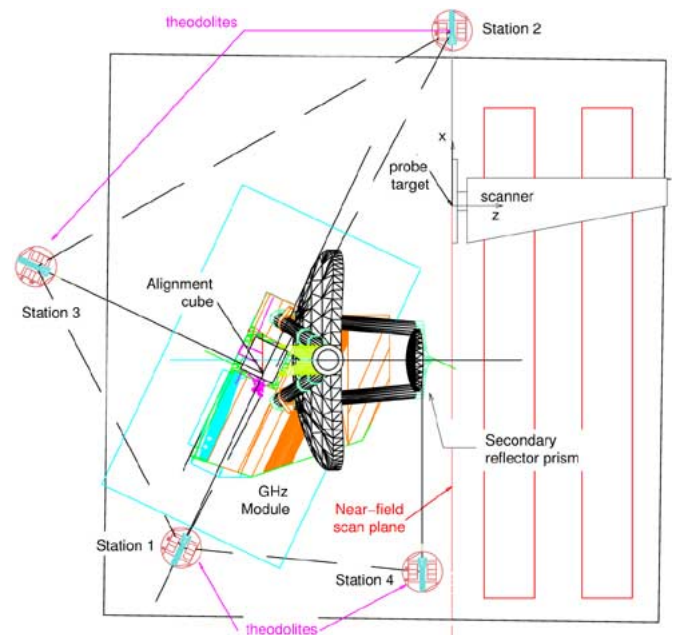 theodolites
Station 2
x
probe
target
scanner
z
Alignment
cube
Station 3
Secondary
reflector prism
GHz
Module
Near-field
scan plane
Station 1
Station 4
theodolites